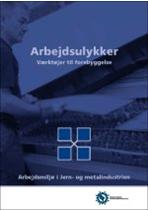 Arbejdsulykker
Værktøjer til forebyggelse
Arbejdsmiljø i Jern- og metalindustrien